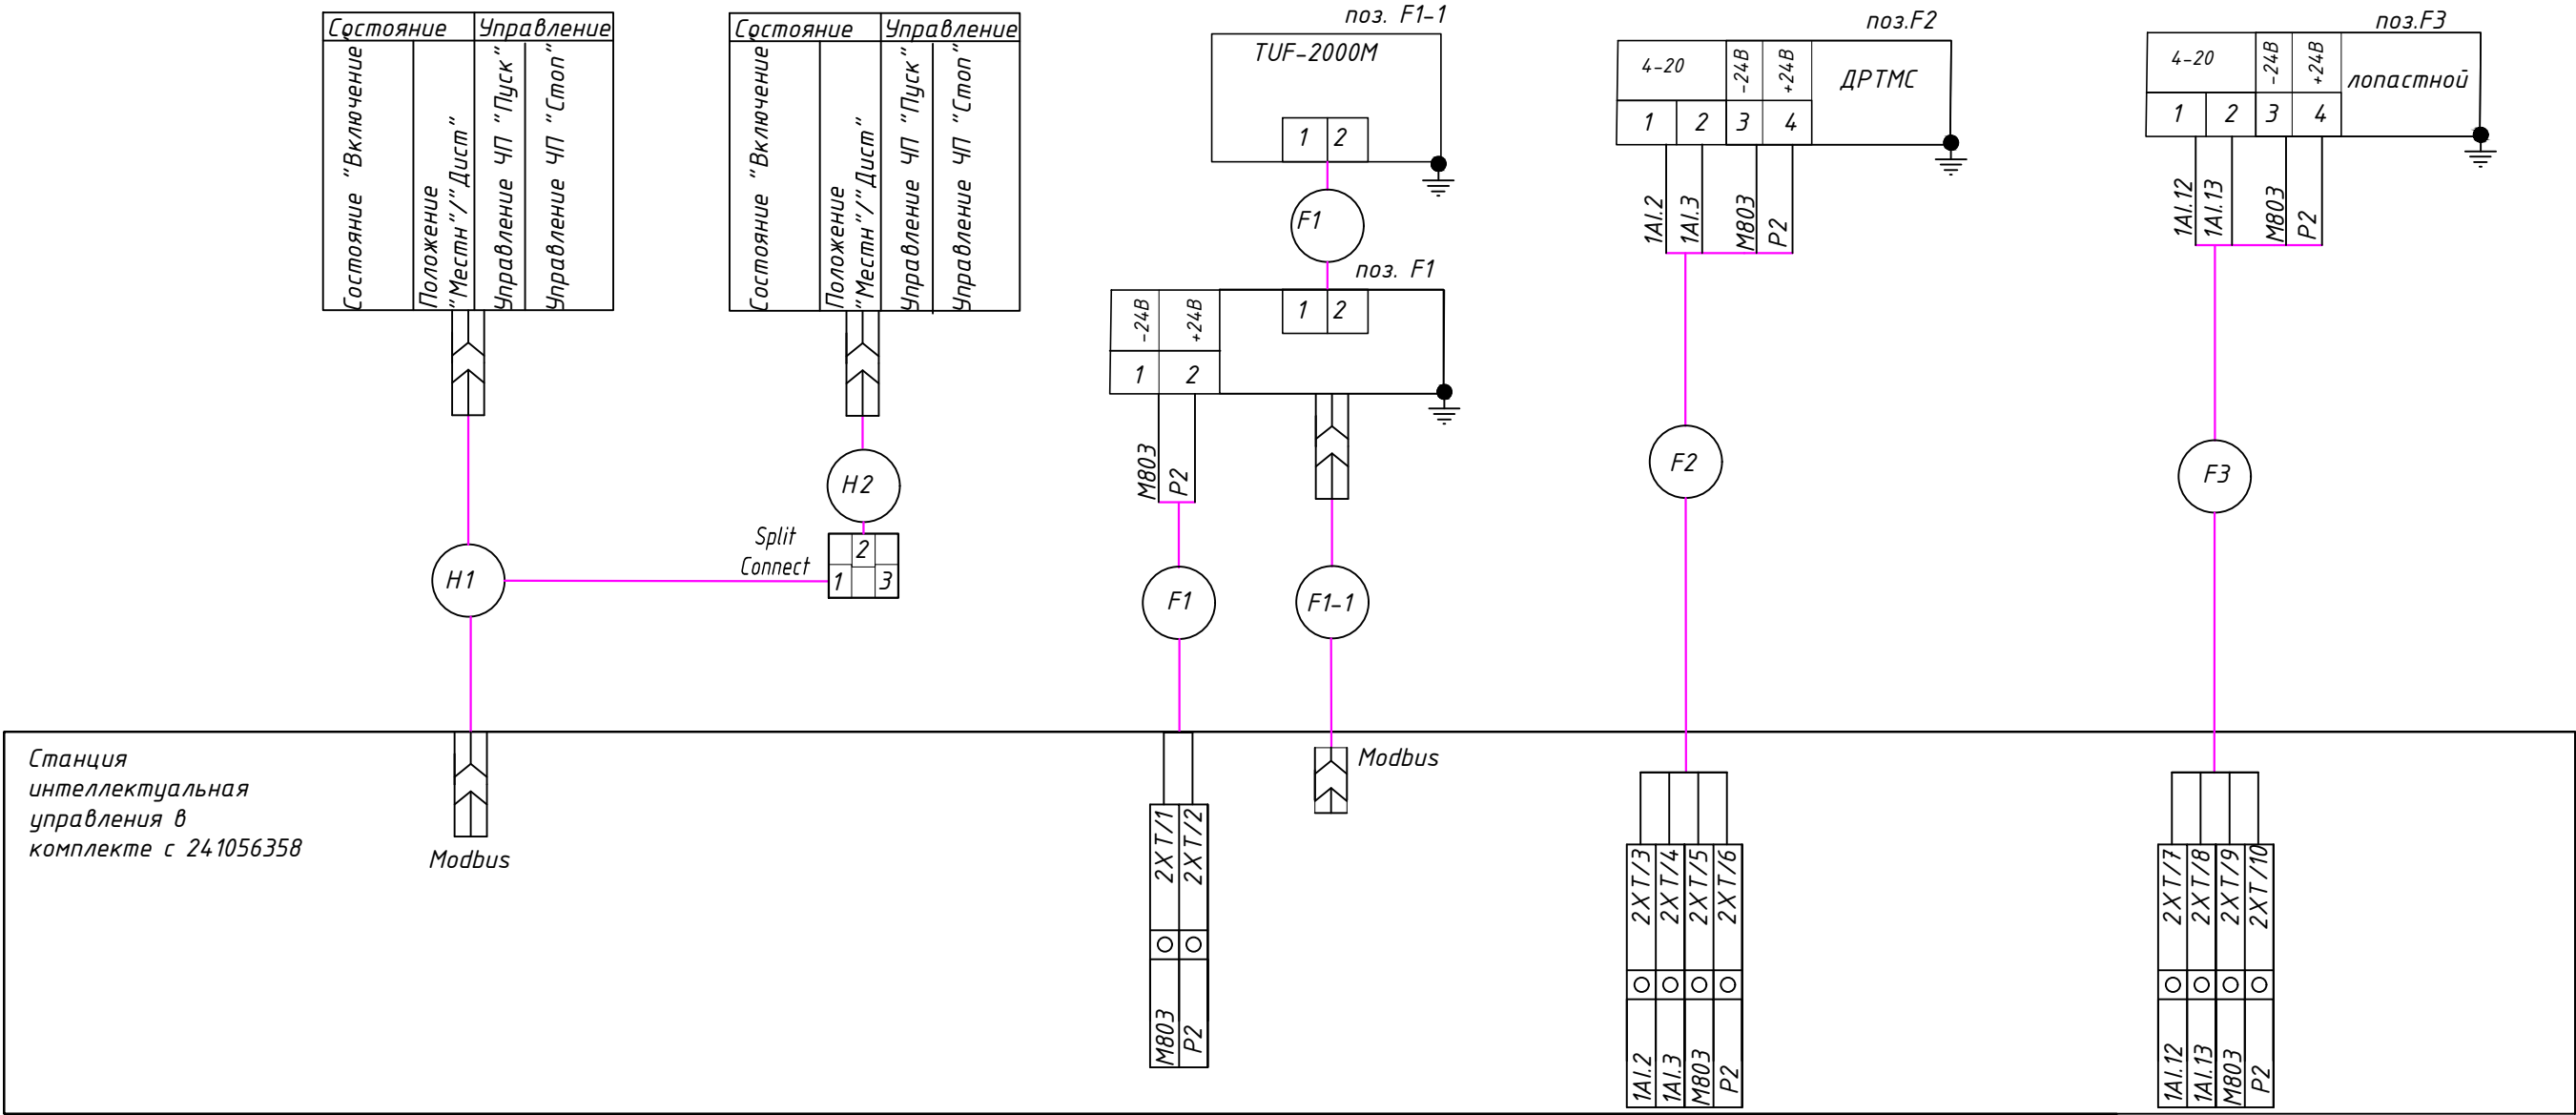 Состояние
Управление
Состояние "Включение"
Положение
"Местн"/"Дист"
Управление ЧП "Пуск"
Управление ЧП "Стоп"
Состояние
Управление
Состояние "Включение"
Положение
"Местн"/"Дист"
Управление ЧП "Пуск"
Управление ЧП "Стоп"
поз. F1-1
TUF-2000M
1 2
F1
поз. F1
-24В
+24В
1 2
1 2
М803
P2
поз.F2
4-20
-24В
+24В
ДРТМС
1 2 3 4
1AI.2
1AI.3
М803
P2
поз.F3
4-20
-24В
+24В
лопастной
1 2 3 4
1AI.12
1AI.13
М803
P2
H2
Split
Connect
2
1 3
H1
F1
F1-1
F2
F3
Станция
интеллектуальная
управления в
комплекте с 241056358
Modbus
Modbus
2XT/1
2XT/2
М803
P2
2XT/3
2XT/4
2XT/5
2XT/6
1AI.2
1AI.3
М803
P2
2XT/7
2XT/8
2XT/9
2XT/10
1AI.12
1AI.13
М803
P2